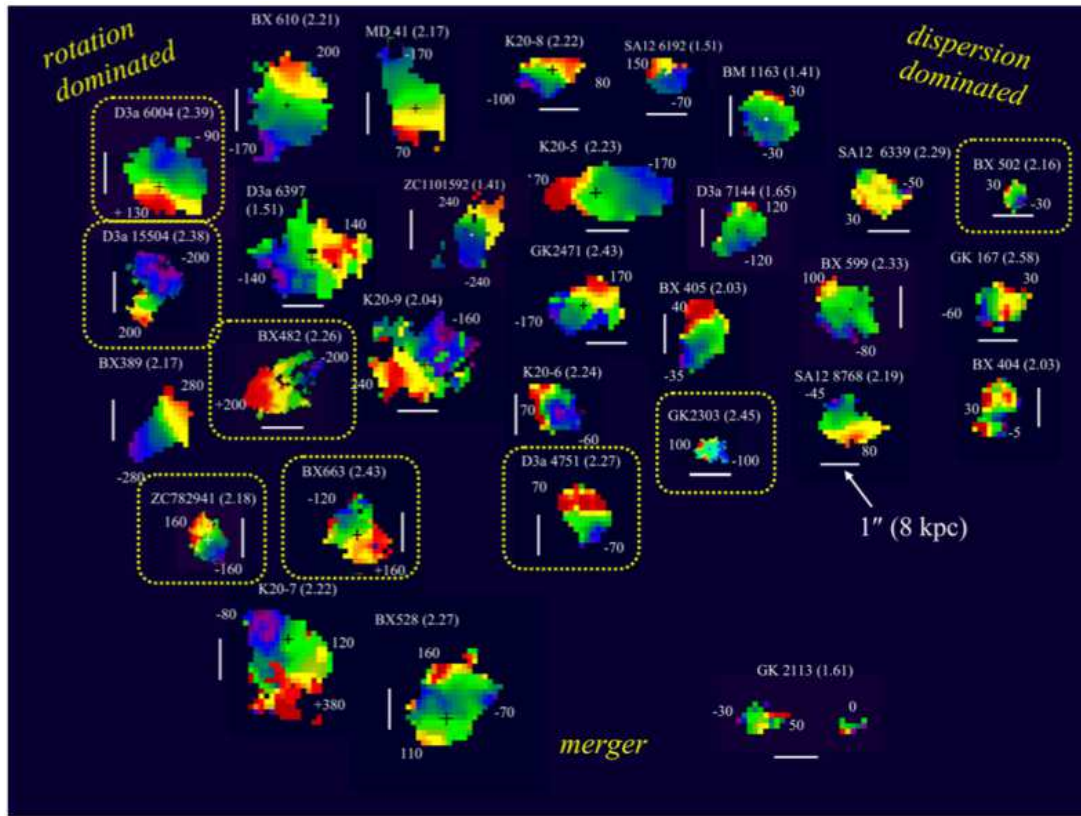 rotation
dominated
dispersion
dominated
BX 610 (2.21)
200
-170
MD 41 (2.17)
-170
70
K20-8 (2.22)
-100
80
SA12 6192 (1.51)
150
-70
BM 1163 (1.41)
30
-30
D3a 6004 (2.39)
- 90
+ 130
K20-5 (2.23)
-170
170
SA12 6339 (2.29)
-50
30
BX 502 (2.16)
30
-30
D3a 6397
(1.51)
140
-140
ZC1101592 (1.41)
240
-240
D3a 7144 (1.65)
120
-120
D3a 15504 (2.38)
-200
200
GK2471 (2.43)
170
-170
BX 405 (2.03)
40
-35
BX 599 (2.33)
100
-80
GK 167 (2.58)
30
-60
K20-9 (2.04)
-160
240
BX482 (2.26)
-200
+200
BX389 (2.17)
280
-280
K20-6 (2.24)
70
-60
SA12 8768 (2.19)
-45
80
BX 404 (2.03)
30
-5
GK2303 (2.45)
100
-100
ZC782941 (2.18)
160
-160
BX663 (2.43)
-120
+160
D3a 4751 (2.27)
70
-70
1″ (8 kpc)
K20-7 (2.22)
-80
120
+380
BX528 (2.27)
160
-70
110
merger
GK 2113 (1.61)
-30
50
0